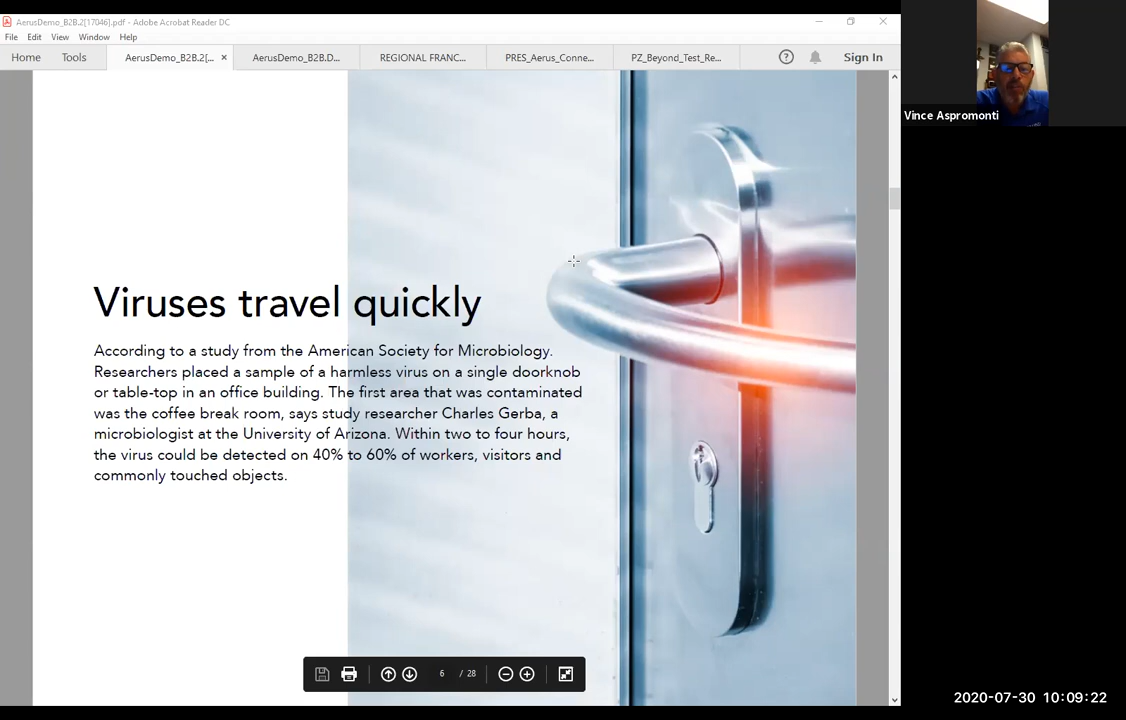 AerusDemo_B2B.2[17046].pdf - Adobe Acrobat Reader DC
File Edit View Window Help
Home Tools AerusDemo_B2B.2[... × AerusDemo_B2B.D... REGIONAL FRANC... PRES_Aerus_Conne... PZ_Beyond_Test_Re... Sign In
Vince Aspromonti
Viruses travel quickly
According to a study from the American Society for Microbiology.
Researchers placed a sample of a harmless virus on a single doorknob
or table-top in an office building. The first area that was contaminated
was the coffee break room, says study researcher Charles Gerba, a
microbiologist at the University of Arizona. Within two to four hours,
the virus could be detected on 40% to 60% of workers, visitors and
commonly touched objects.
6 / 28
2020-07-30 10:09:22